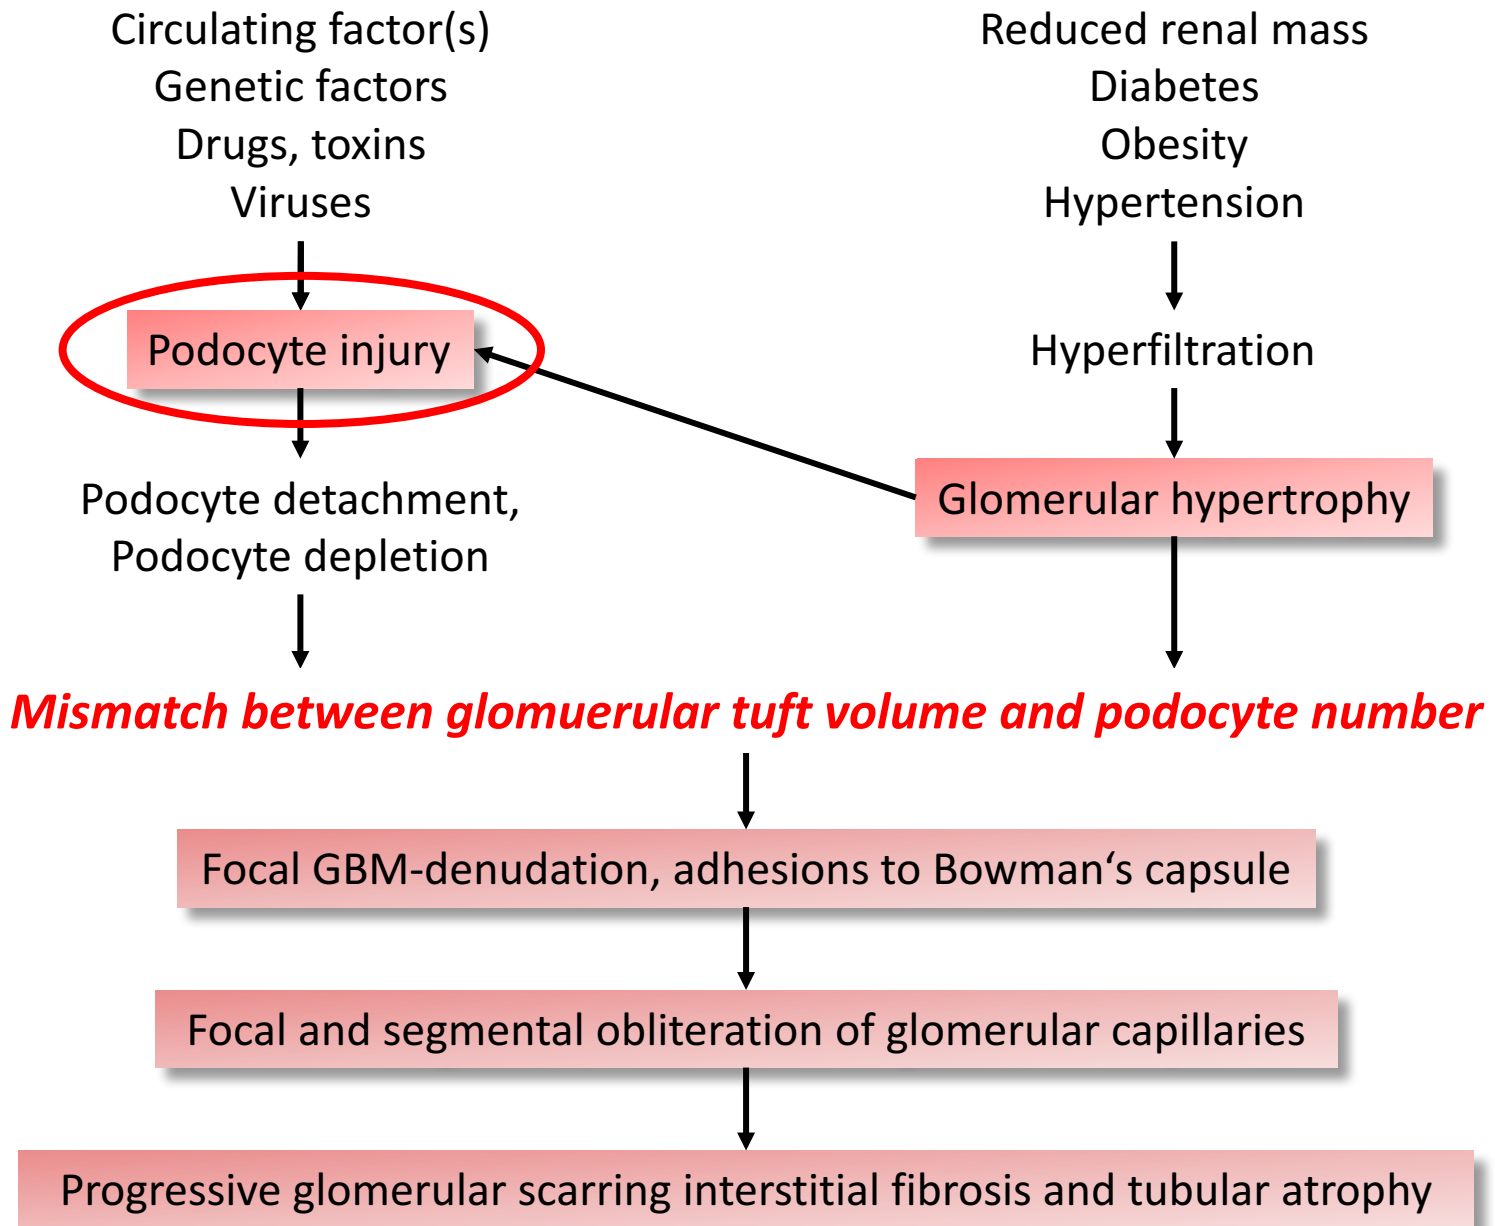 Circulating factor(s)
Genetic factors
Drugs, toxins
Viruses
Reduced renal mass
Diabetes
Obesity
Hypertension
Podocyte injury
Hyperfiltration
Podocyte detachment,
Podocyte depletion
Glomerular hypertrophy
Mismatch between glomuerular tuft volume and podocyte number
Focal GBM-denudation, adhesions to Bowman‘s capsule
Focal and segmental obliteration of glomerular capillaries
Progressive glomerular scarring interstitial fibrosis and tubular atrophy